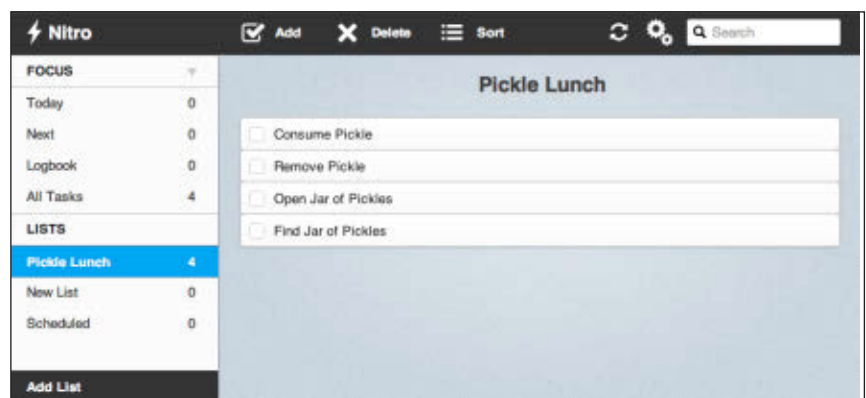 Nitro
Add
Delete
Sort
Search
FOCUS
Today 0
Next 0
Logbook 0
All Tasks 4
LISTS
Pickle Lunch 4
New List 0
Scheduled 0
Add List
Pickle Lunch
Consume Pickle
Remove Pickle
Open Jar of Pickles
Find Jar of Pickles